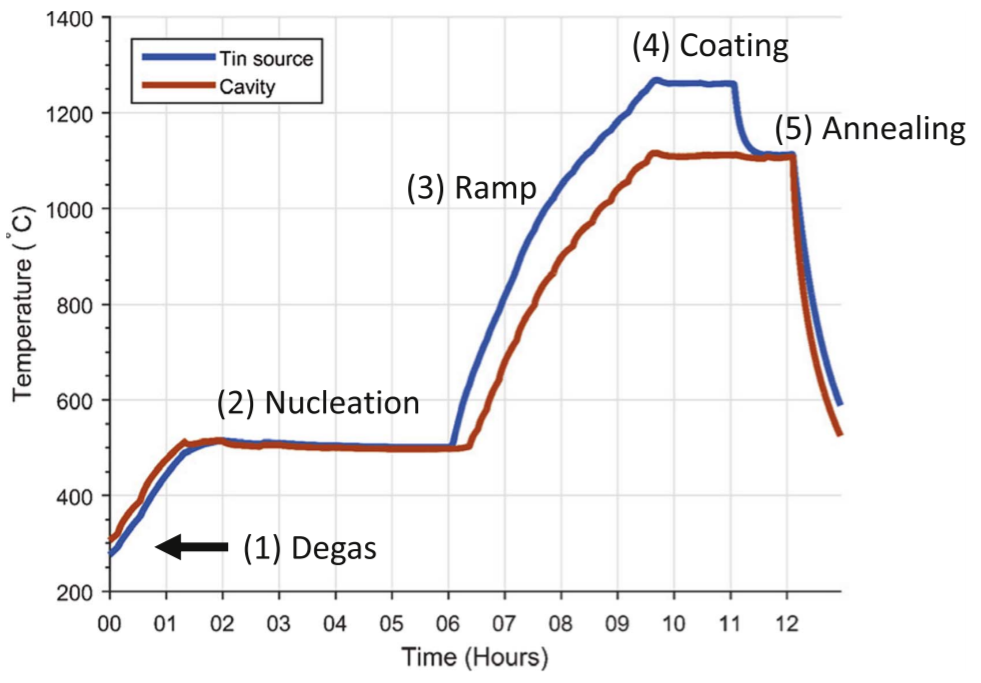 1400
1200
1000
800
600
400
200
Temperature (°C)
Tin source
Cavity
(4) Coating
(5) Annealing
(3) Ramp
(2) Nucleation
(1) Degas
00 01 02 03 04 05 06 07 08 09 10 11 12
Time (Hours)